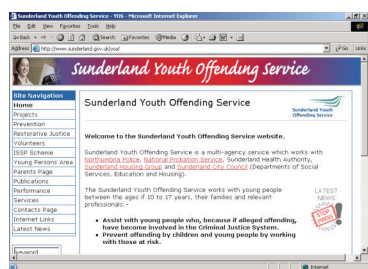 Sunderland Youth Offending Service - YOS - Microsoft Internet Explorer
File Edit View Favorites Tools Help
Back Search Favorites Media
Address http://www.sunderland.gov.uk/yos/ Go Links
Sunderland Youth Offending Service
Site Navigation
Home
Projects
Prevention
Restorative Justice
Volunteers
ISSP Scheme
Young Persons Area
Parents Page
Publications
Performance
Services
Contacts Page
Internet Links
Latest News
keyword
Sunderland Youth Offending Service
Sunderland Youth
Offending Service
Welcome to the Sunderland Youth Offending Service website.
Sunderland Youth Offending Service is a multi-agency service which works with
Northumbria Police, National Probation Service, Sunderland Health Authority,
Sunderland Housing Group and Sunderland City Council (Departments of Social
Services, Education and Housing).
The Sunderland Youth Offending Service works with young people
between the ages if 10 to 17 years, their families and relevant
professionals:-
• Assist with young people who, because if alleged offending,
have become involved in the Criminal Justice System.
• Prevent offending by children and young people by working
with those at risk.
LATEST
NEWS
STOP
PRESS!
Internet